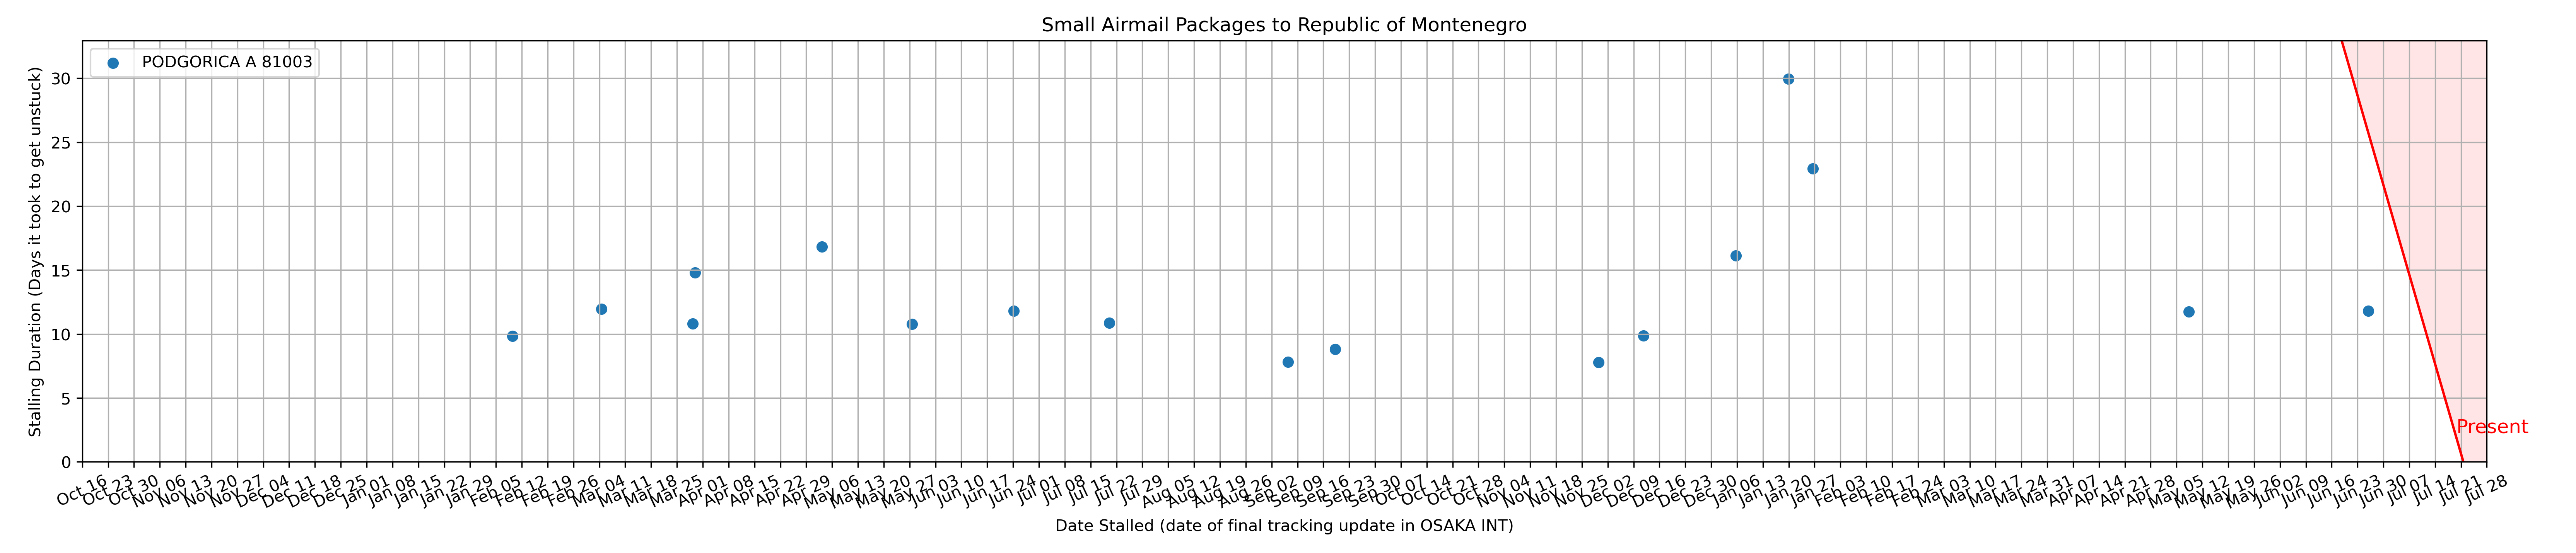 Small Airmail Packages to Republic of Montenegro
PODGORICA A 81003
Stalling Duration (Days it took to get unstuck)
30
25
20
15
10
5
0
Present
Oct 16 Oct 23 Oct 30 Nov 06 Nov 13 Nov 20 Nov 27 Dec 04 Dec 11 Dec 18 Dec 25 Jan 01 Jan 08 Jan 15 Jan 22 Jan 29 Feb 05 Feb 12 Feb 19 Feb 26 Mar 04 Mar 11 Mar 18 Mar 25 Apr 01 Apr 08 Apr 15 Apr 22 Apr 29 May 06 May 13 May 20 May 27 Jun 03 Jun 10 Jun 17 Jun 24 Jul 01 Jul 08 Jul 15 Jul 22 Jul 29 Aug 05 Aug 12 Aug 19 Aug 26 Sep 02 Sep 09 Sep 16 Sep 23 Sep 30 Oct 07 Oct 14 Oct 21 Oct 28 Nov 04 Nov 11 Nov 18 Nov 25 Dec 02 Dec 09 Dec 16 Dec 23 Dec 30 Jan 06 Jan 13 Jan 20 Jan 27 Feb 03 Feb 10 Feb 17 Feb 24 Mar 03 Mar 10 Mar 17 Mar 24 Mar 31 Apr 07 Apr 14 Apr 21 Apr 28 May 05 May 12 May 19 May 26 Jun 02 Jun 09 Jun 16 Jun 23 Jun 30 Jul 07 Jul 14 Jul 21 Jul 28
Date Stalled (date of final tracking update in OSAKA INT)